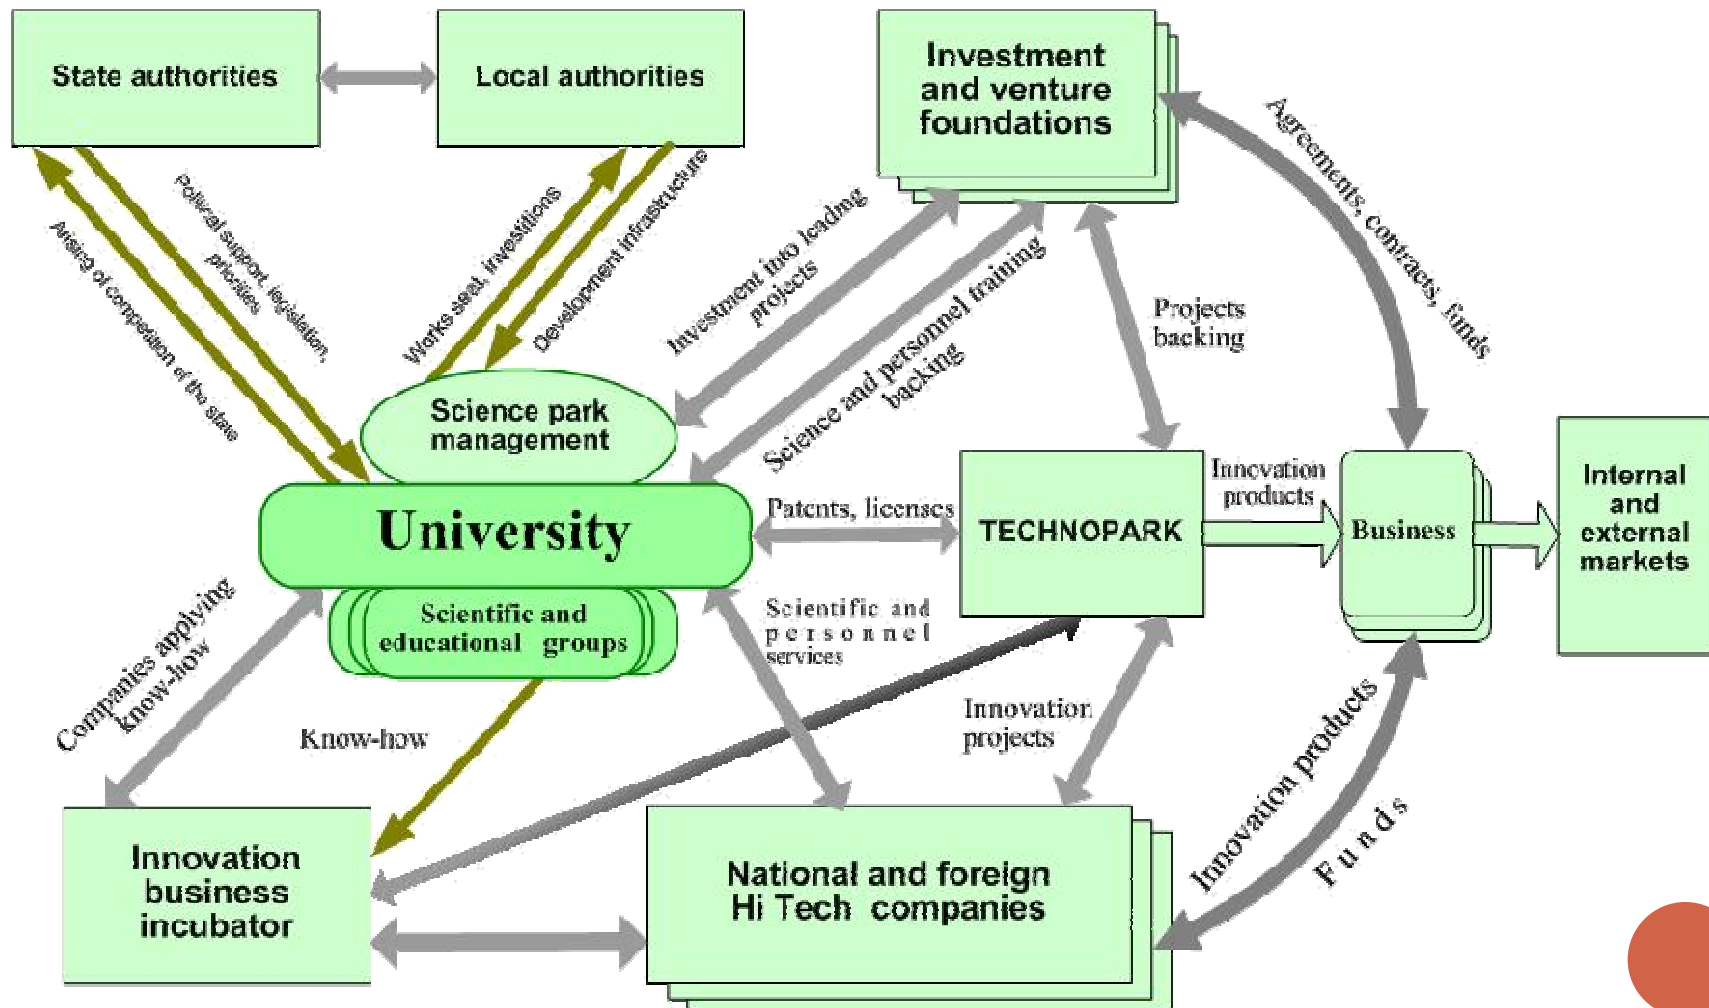 State authorities
Local authorities
Investment
and venture
foundations
Agreements, contracts, funds
Political support, legislation,
priorities
Arising of competition of the state
Works seat, investitions
Development infrastructure
Investment into leading
projects
Science and personnel training
backing
Projects
backing
Science park
management
University
Scientific and
educational groups
Patents, licenses
TECHNOPARK
Innovation
products
Business
Internal
and
external
markets
Companies applying
know-how
Know-how
Scientific and
personnel
services
Innovation
projects
Innovation products
Funds
Innovation
business
incubator
National and foreign
Hi Tech companies